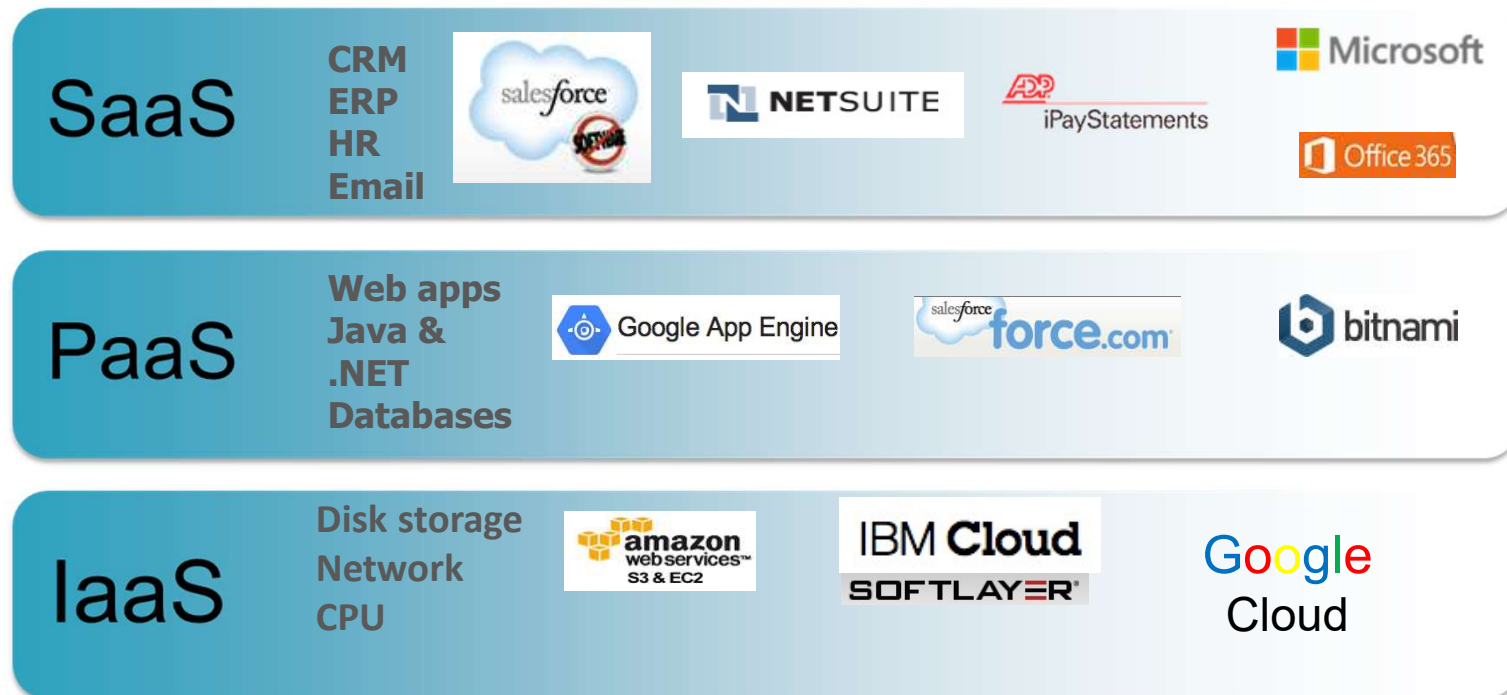 SaaS
CRM
ERP
HR
Email
salesforce
SOFTWARE
N NETSUITE
ADP
iPayStatements
Microsoft
Office 365
PaaS
Web apps
Java &
.NET
Databases
Google App Engine
salesforce
force.com
b bitnami
IaaS
Disk storage
Network
CPU
amazon
webservices™
S3 & EC2
IBM Cloud
SOFTLAYER®
Google
Cloud